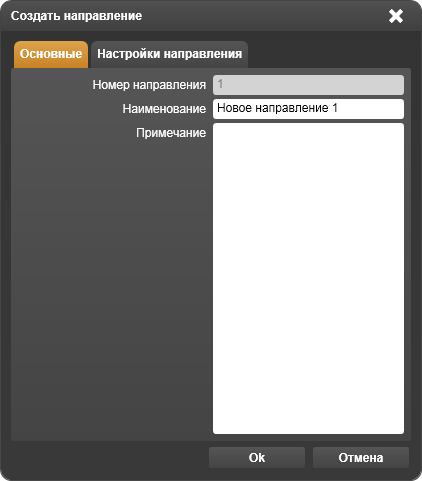 Создать направление
Основные Настройки направления
Номер направления 1
Наименование Новое направление 1
Примечание
Ok Отмена